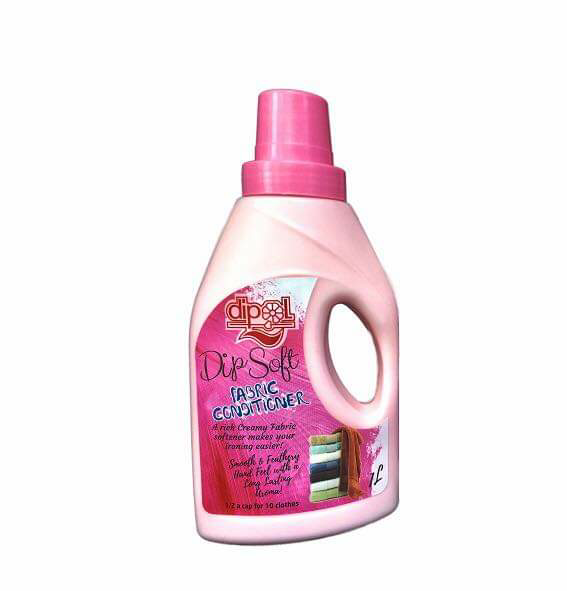 dipOL
Dip Soft
FABRIC
CONDITIONER
A rich Creamy Fabric
softener makes your
ironing easier!
Smooth & Feathery
Hand Feel with a
Long Lasting
Aroma!
1/2 a cap for 10 clothes
1L